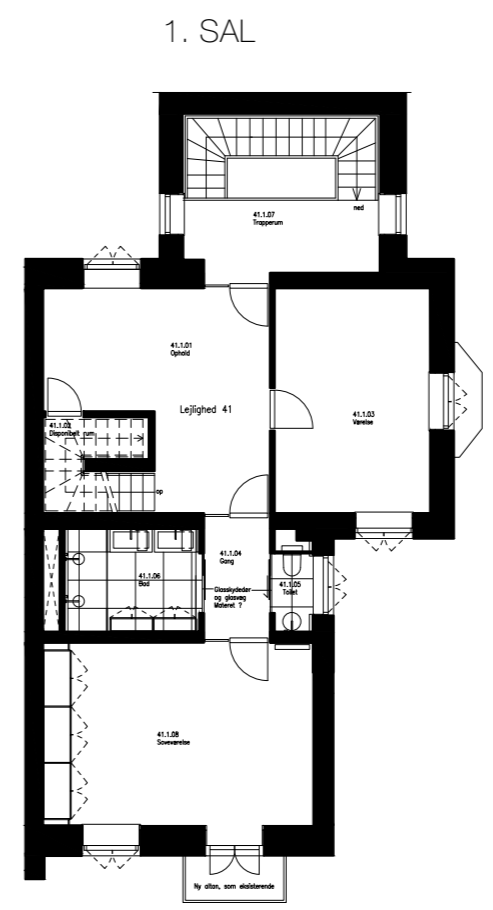 1. SAL
ned
41.1.07
Trapperum
41.1.01
Ophold
Lejlighed 41
41.1.03
Værelse
41.1.02
Disponibelt rum
op
41.1.04
Gang
41.1.06
Bad
41.1.05
Toilet
Glasskydedør
og glasvæg
Materet ?
41.1.08
Soveværelse
Ny altan, som eksisterende